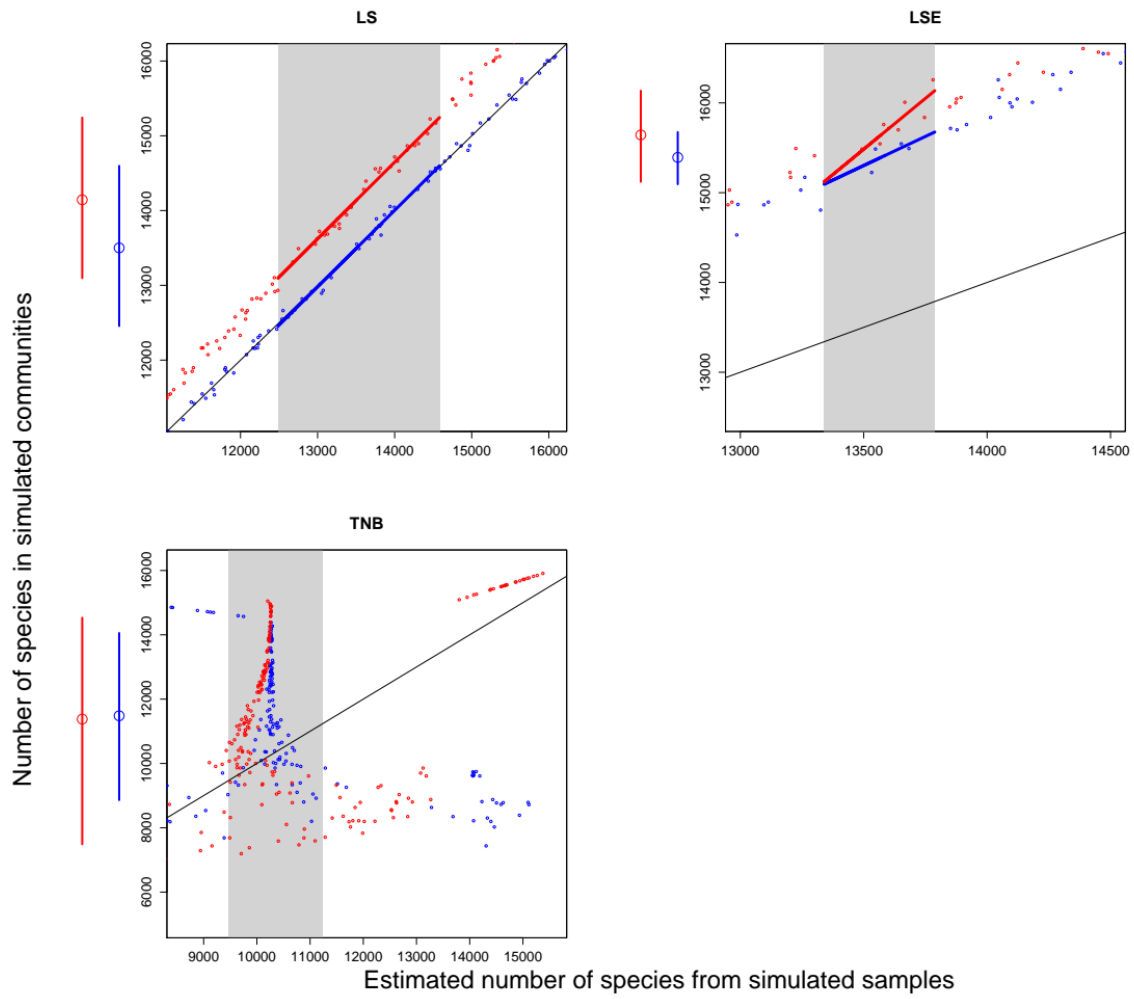 LS
LSE
12000 13000 14000 15000 16000
12000 13000 14000 15000 16000
13000 14000 15000 16000
13000 13500 14000 14500
Number of species in simulated communities
TNB
6000 8000 10000 12000 14000 16000
9000 10000 11000 12000 13000 14000 15000
Estimated number of species from simulated samples